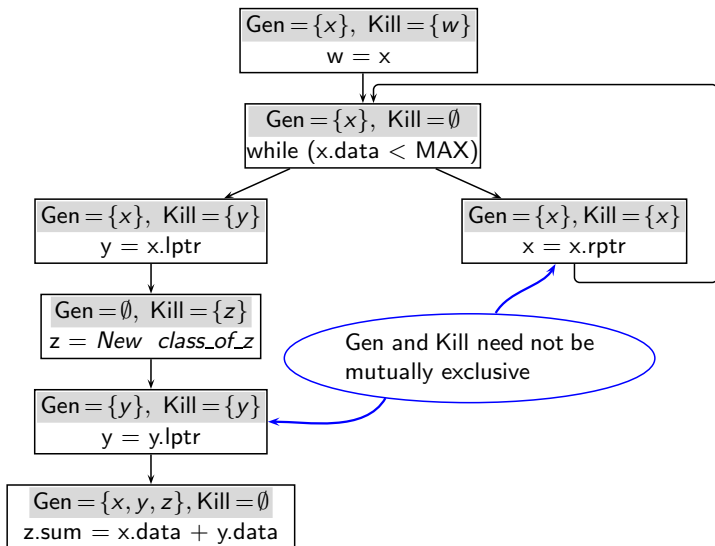 Gen = {x}, Kill = {w}
w = x
Gen = {x}, Kill = ∅
while (x.data < MAX)
Gen = {x}, Kill = {y}
y = x.lptr
Gen = {x}, Kill = {x}
x = x.rptr
Gen = ∅, Kill = {z}
z = New class_of_z
Gen and Kill need not be
mutually exclusive
Gen = {y}, Kill = {y}
y = y.lptr
Gen = {x, y, z}, Kill = ∅
z.sum = x.data + y.data